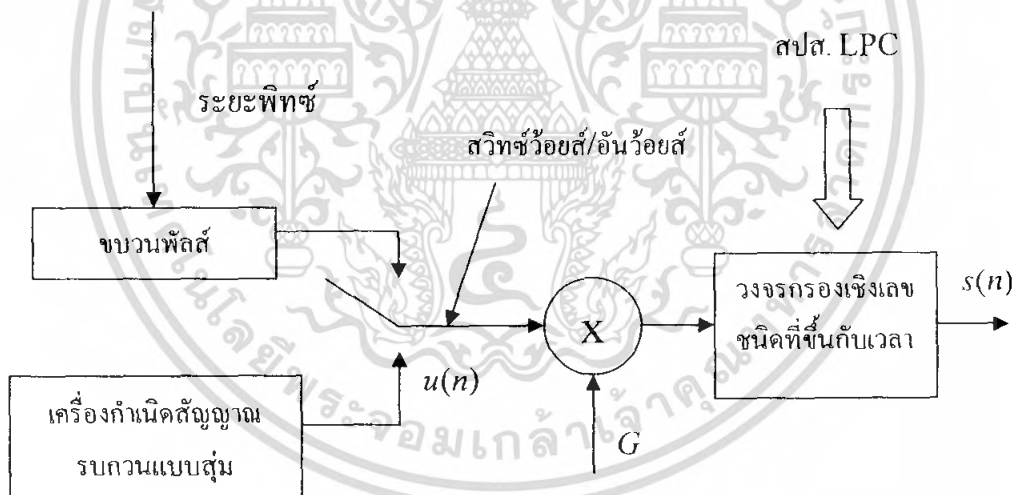 สปส. LPC
ระยะพิทซ์
สวิทซ์ว้อยส์/อันว้อยส์
ขบวนพัลส์
วงจรกรองเชิงเลข
ชนิดที่ขึ้นกับเวลา
s(n)
X
u(n)
เครื่องกำเนิดสัญญาณ
รบกวนแบบสุ่ม
G